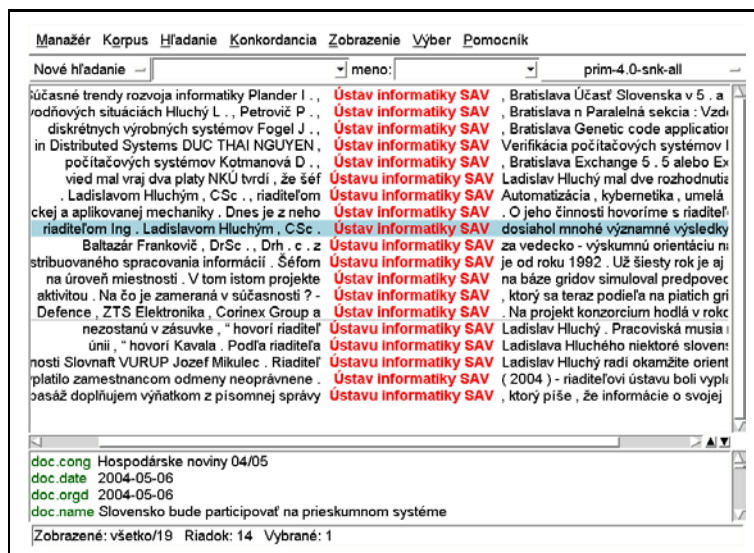 Manažér Korpus Hľadanie Konkordancia Zobrazenie Výber Pomocník
Nové hľadanie meno: prim-4.0-snk-all
Súčasné trendy rozvoja informatiky Plander I . , Ústav informatiky SAV , Bratislava Účasť Slovenska v 5 . a
vodňových situáciách Hluchý L . , Petrovič P . , Ústav informatiky SAV , Bratislava n Paralelná sekcia : Vzde
diskrétnych výrobných systémov Fogel J . , Ústav informatiky SAV , Bratislava Genetic code application
in Distributed Systems DUC THAI NGUYEN , Ústav informatiky SAV Verifikácia počítačových systémov
počítačových systémov Kotmanová D . , Ústav informatiky SAV , Bratislava Exchange 5 . 5 alebo Ex
vied mal vraj dva platy NKÚ tvrdí , že šéf Ústavu informatiky SAV Ladislav Hluchý mal dve rozhodnutia
. Ladislavom Hluchým , CSc . , riaditeľom Ústavu informatiky SAV Automatizácia , kybernetika , umelá
ckej a aplikovanej mechaniky . Dnes je z neho Ústav informatiky SAV . O jeho činnosti hovoríme s riaditeľ
riaditeľom Ing . Ladislavom Hluchým , CSc . Ústav informatiky SAV dosiahol mnohé významné výsledky
Baltazár Frankovič , DrSc . , Drh . c . z Ústavu informatiky SAV za vedecko - výskumnú orientáciu na
stribuovaného spracovania informácií . Šéfom Ústavu informatiky SAV je od roku 1992 . Už šiesty rok je aj
na úroveň miestnosti . V tom istom projekte Ústav informatiky SAV na báze gridov simuloval predpoveď
aktivitou . Na čo je zameraná v súčasnosti ? - Ústav informatiky SAV , ktorý sa teraz podieľa na piatich gri
Defence , ZTS Elektronika , Corinex Group a Ústav informatiky SAV . Na projekt konzorcium hodlá v roko
nezostanú v zásuvke , “ hovorí riaditeľ Ústavu informatiky SAV Ladislav Hluchý . Pracoviská musia
únii , “ hovorí Kavala . Podľa riaditeľa Ústavu informatiky SAV Ladislava Hluchého niektoré slovens
nosti Slovnaft VURUP Jozef Mikulec . Riaditeľ Ústavu informatiky SAV Ladislav Hluchý radí okamžite orient
vyplatilo zamestnancom odmeny neoprávnene . Ústav informatiky SAV ( 2004 ) - riaditeľovi ústavu boli vypla
pasáž doplňujem výňatkom z písomnej správy Ústavu informatiky SAV , ktorý píše , že informácie o svojej
doc.cong Hospodárske noviny 04/05
doc.date 2004-05-06
doc.orgd 2004-05-06
doc.name Slovensko bude participovať na prieskumnom systéme
Zobrazené: všetko/19 Riadok: 14 Vybrané: 1